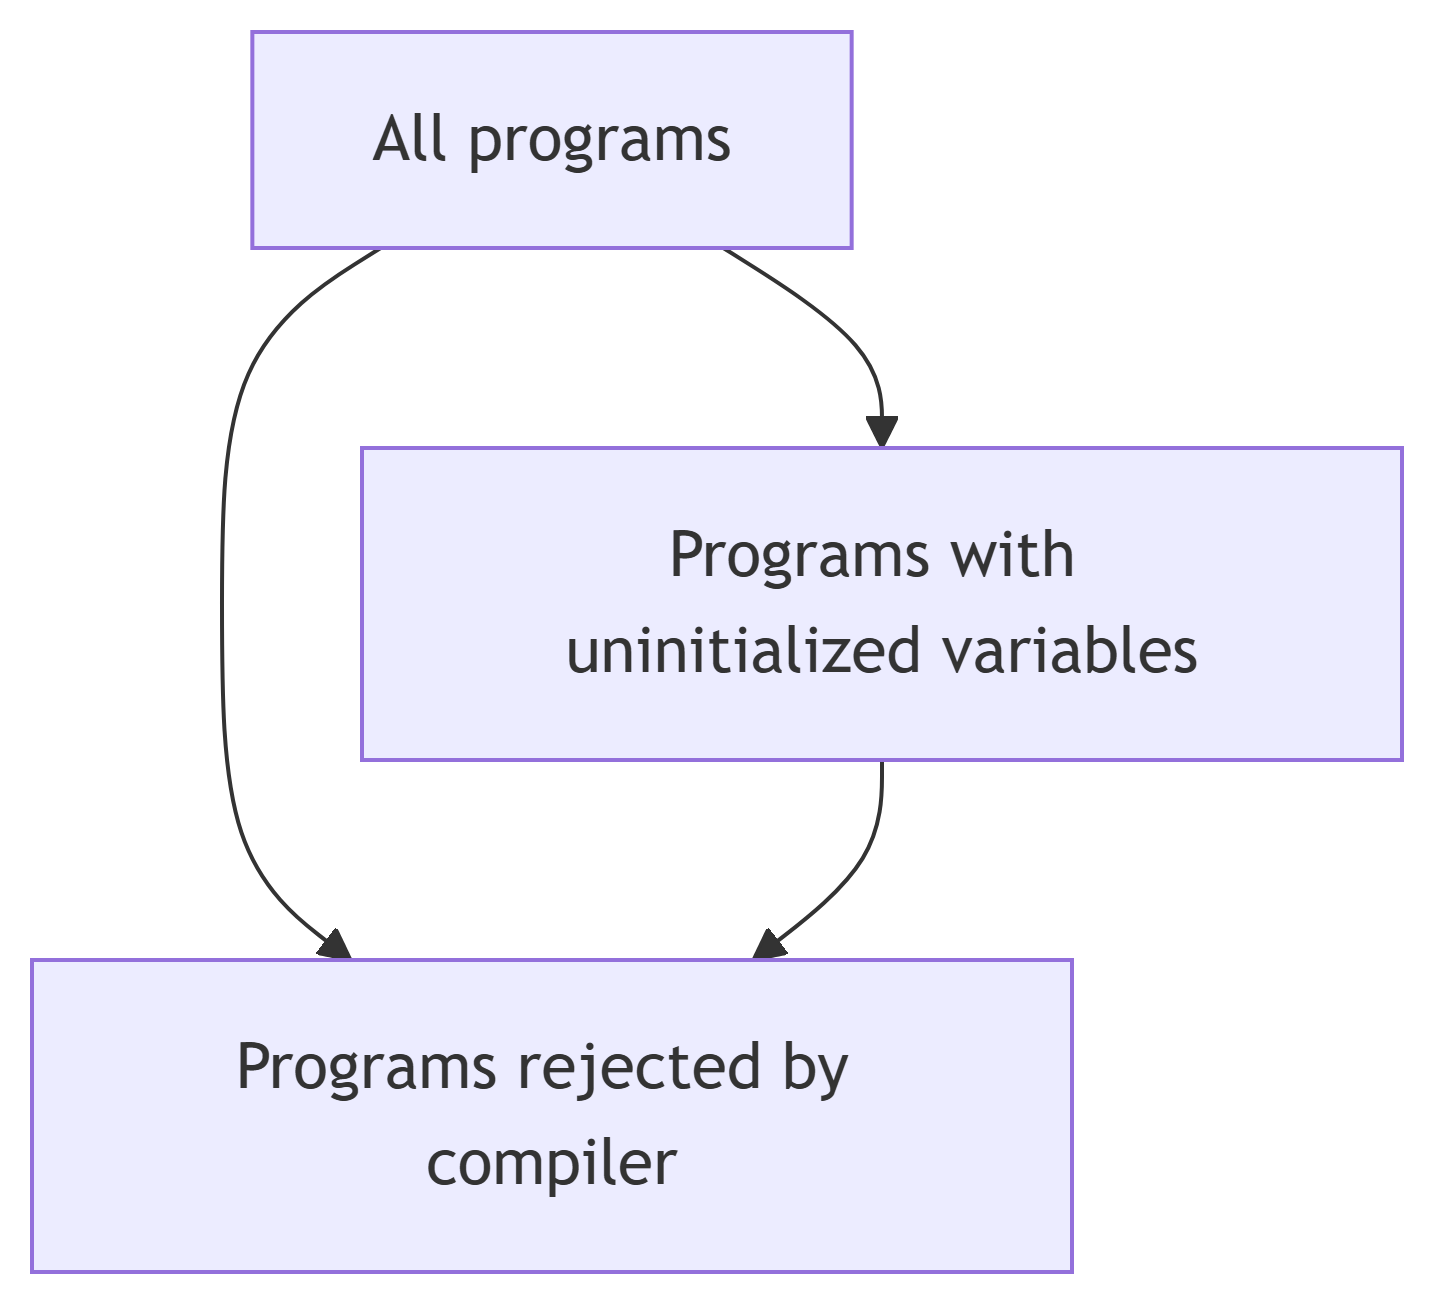 All programs
Programs with
uninitialized variables
Programs rejected by
compiler